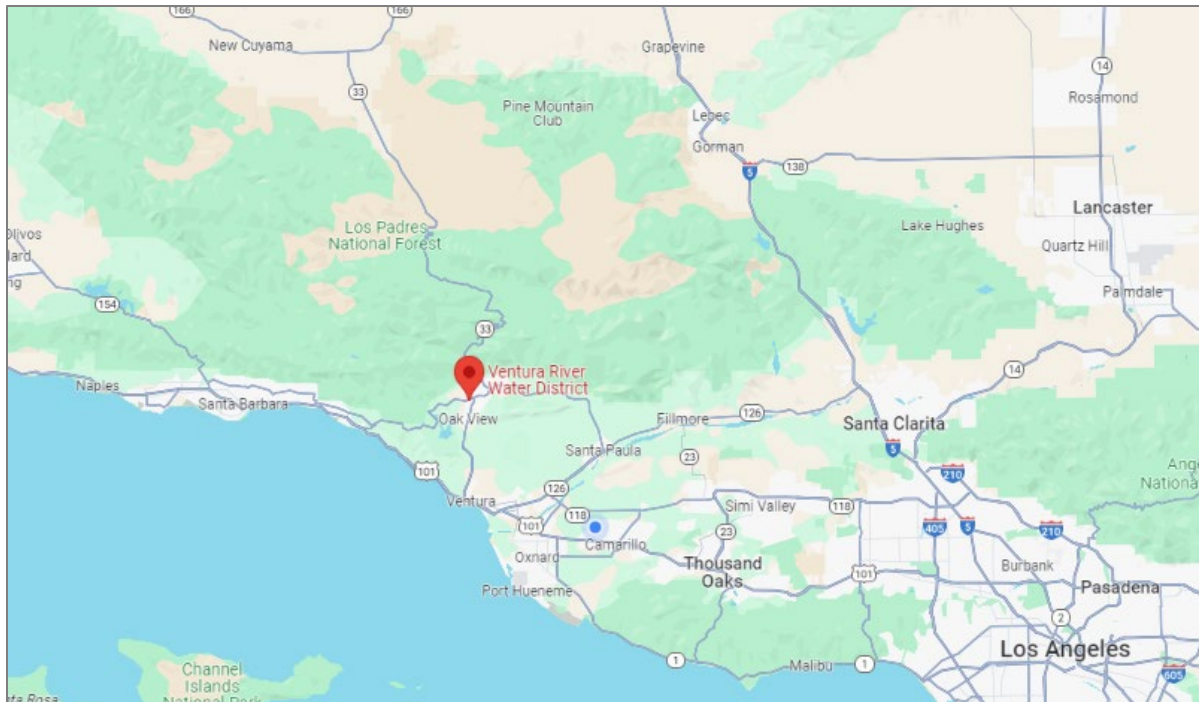 166
166
New Cuyama
Grapevine
33
14
Rosamond
Pine Mountain
Club
Lebec
Gorman
5
138
Lancaster
Los Padres
National Forest
Lake Hughes
Olivos
Quartz Hill
Palmdale
154
33
Ventura River
Water District
14
Naples
Santa Barbara
Oak View
Fillmore
126
Santa Clarita
Santa Paula
23
5
101
210
126
Ventura
118
Simi Valley
118
101
23
405
5
210
Camarillo
Oxnard
Thousand
Oaks
Burbank
101
Pasadena
Port Hueneme
2
Los Angeles
1
Malibu
1
605
Channel
Islands
National Park